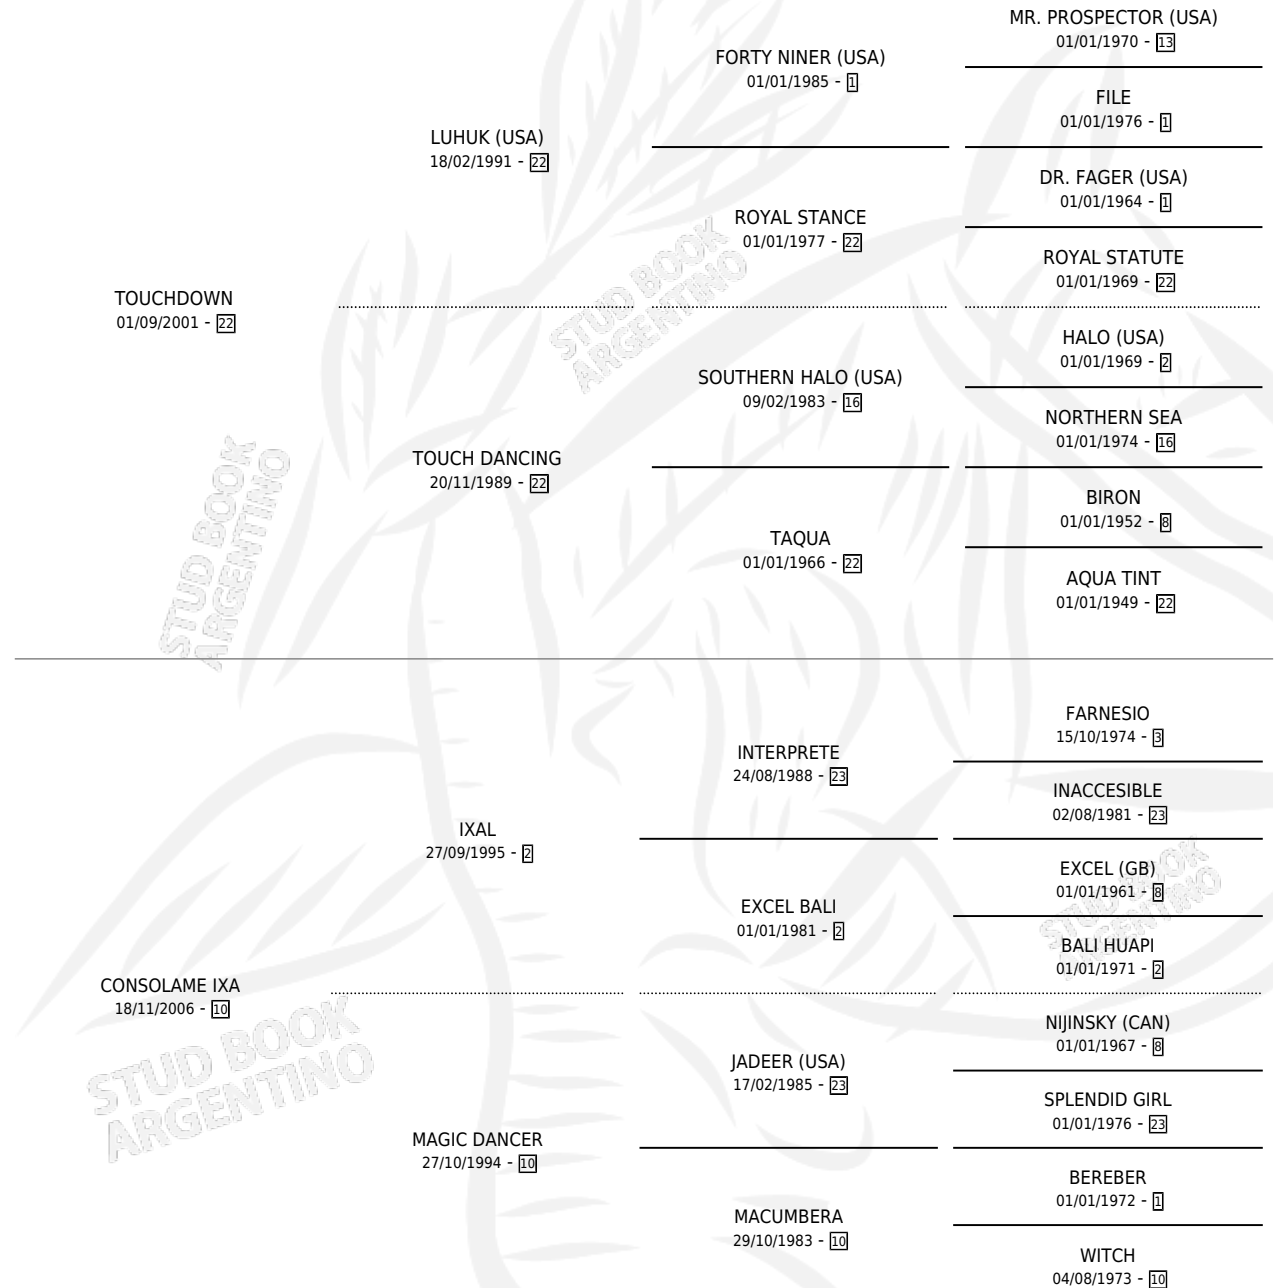 MR. PROSPECTOR (USA)
01/01/1970 - 13
FORTY NINER (USA)
01/01/1985 - 1
FILE
01/01/1976 - 1
LUHUK (USA)
18/02/1991 - 22
DR. FAGER (USA)
01/01/1964 - 1
ROYAL STANCE
01/01/1977 - 22
ROYAL STATUTE
01/01/1969 - 22
TOUCHDOWN
01/09/2001 - 22
HALO (USA)
01/01/1969 - 2
SOUTHERN HALO (USA)
09/02/1983 - 16
NORTHERN SEA
01/01/1974 - 16
TOUCH DANCING
20/11/1989 - 22
BIRON
01/01/1952 - 8
TAQUA
01/01/1966 - 22
AQUA TINT
01/01/1949 - 22
FARNESIO
15/10/1974 - 3
INTERPRETE
24/08/1988 - 23
INACCESIBLE
02/08/1981 - 23
IXAL
27/09/1995 - 2
EXCEL (GB)
01/01/1961 - 8
EXCEL BALI
01/01/1981 - 2
BALI HUAPI
01/01/1971 - 2
CONSOLAME IXA
18/11/2006 - 10
NIJINSKY (CAN)
01/01/1967 - 8
JADEER (USA)
17/02/1985 - 23
SPLENDID GIRL
01/01/1976 - 23
MAGIC DANCER
27/10/1994 - 10
BEREBER
01/01/1972 - 1
MACUMBERA
29/10/1983 - 10
WITCH
04/08/1973 - 10
STUD BOOK
ARGENTINO
STUD BOOK
ARGENTINO
STUD BOOK
ARGENTINO
STUD BOOK
ARGENTINO